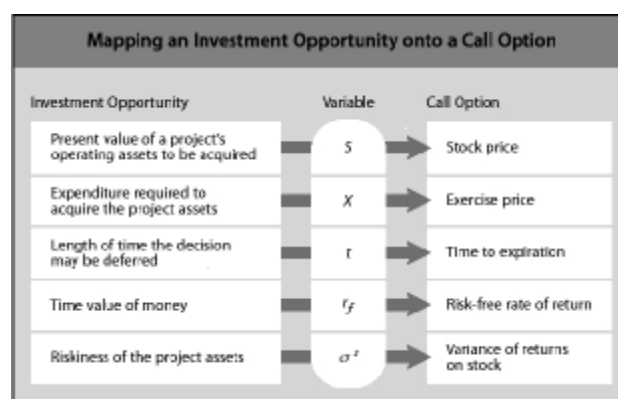 Mapping an Investment Opportunity onto a Call Option
Investment Opportunity Variable Call Option
Present value of a project's
operating assets to be acquired
S
Stock price
Expenditure required to
acquire the project assets
X
Exercise price
Length of time the decision
may be deferred
t
Time to expiration
Time value of money
r_f
Risk-free rate of return
Riskiness of the project assets
σ²
Variance of returns
on stock